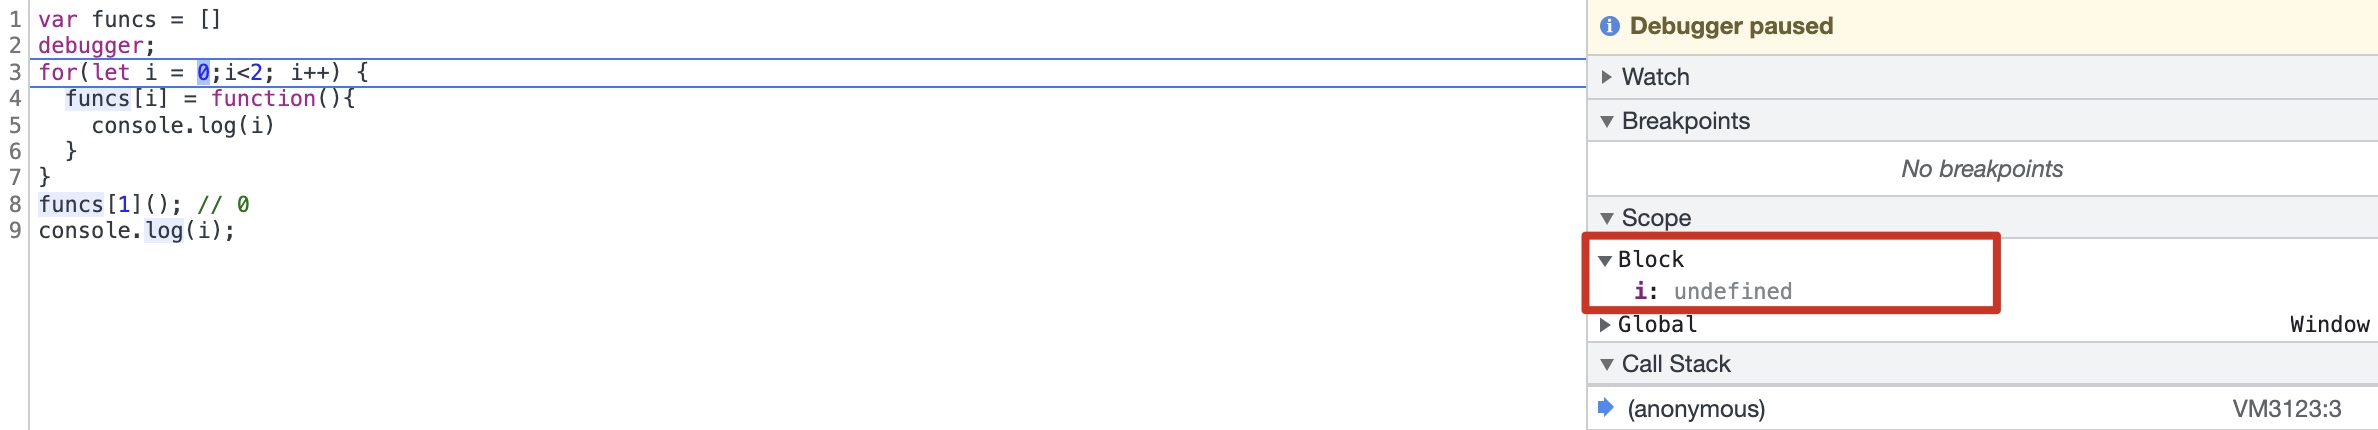 1 var funcs = []
2 debugger;
3 for(let i = 0;i<2; i++) {
4   funcs[i] = function(){
5     console.log(i)
6   }
7 }
8 funcs[1](); // 0
9 console.log(i);
Debugger paused
Watch
Breakpoints
No breakpoints
Scope
Block
i: undefined
Global Window
Call Stack
(anonymous) VM3123:3